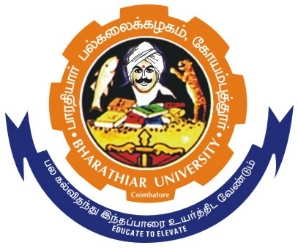 பாரதியார் பல்கலைக்கழகம், கோயம்புத்தூர்
BHARATHIAR UNIVERSITY
Coimbatore
பல கல்விதந்து இந்தப்பாரை உயர்த்திட வேண்டும்
EDUCATE TO ELEVATE